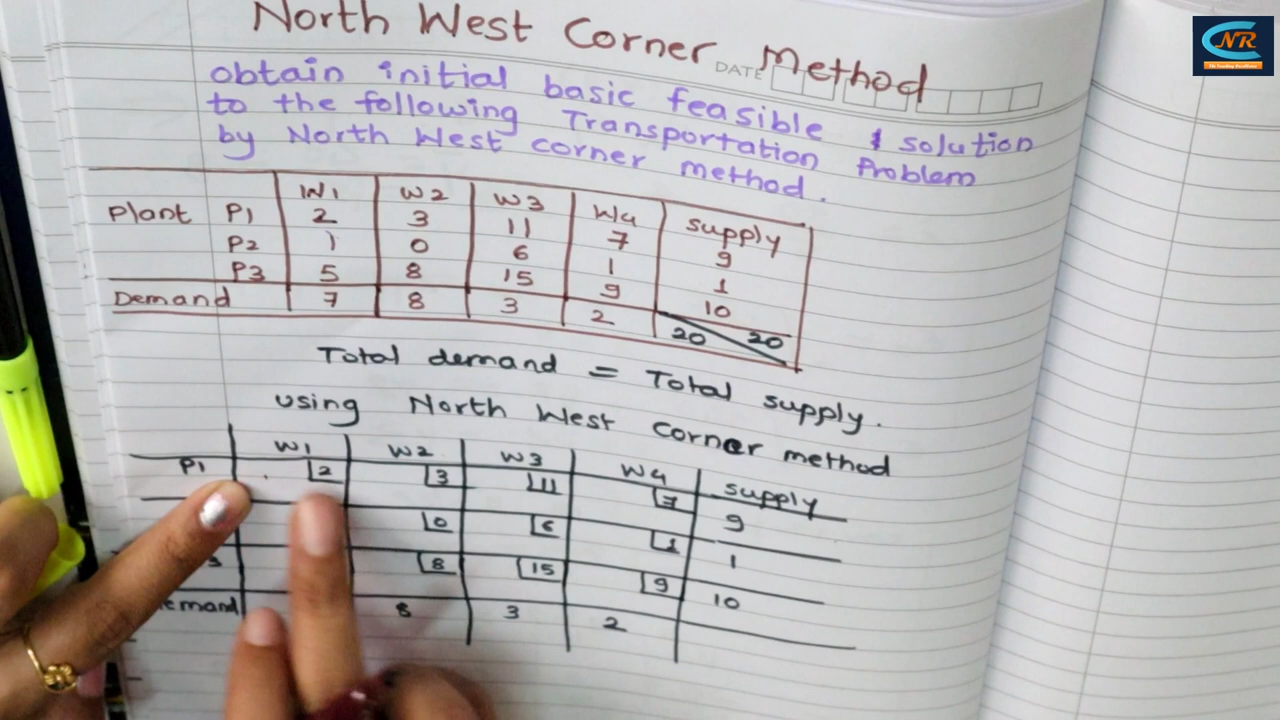 North West Corner Method
DATE
NR
obtain initial basic feasible solution
to the following Transportation Problem
by North West corner method.
W1 W2 W3 W4 supply
Plant P1 2 3 11 7 9
P2 1 0 6 1 1
P3 5 8 15 9 10
Demand 7 8 3 2 20 20
Total demand = Total supply.
using North West corner method
W1 W2 W3 W4 supply
P1 2 3 11 7 9
0 6 1 1
3 8 15 9 10
emand 8 3 2